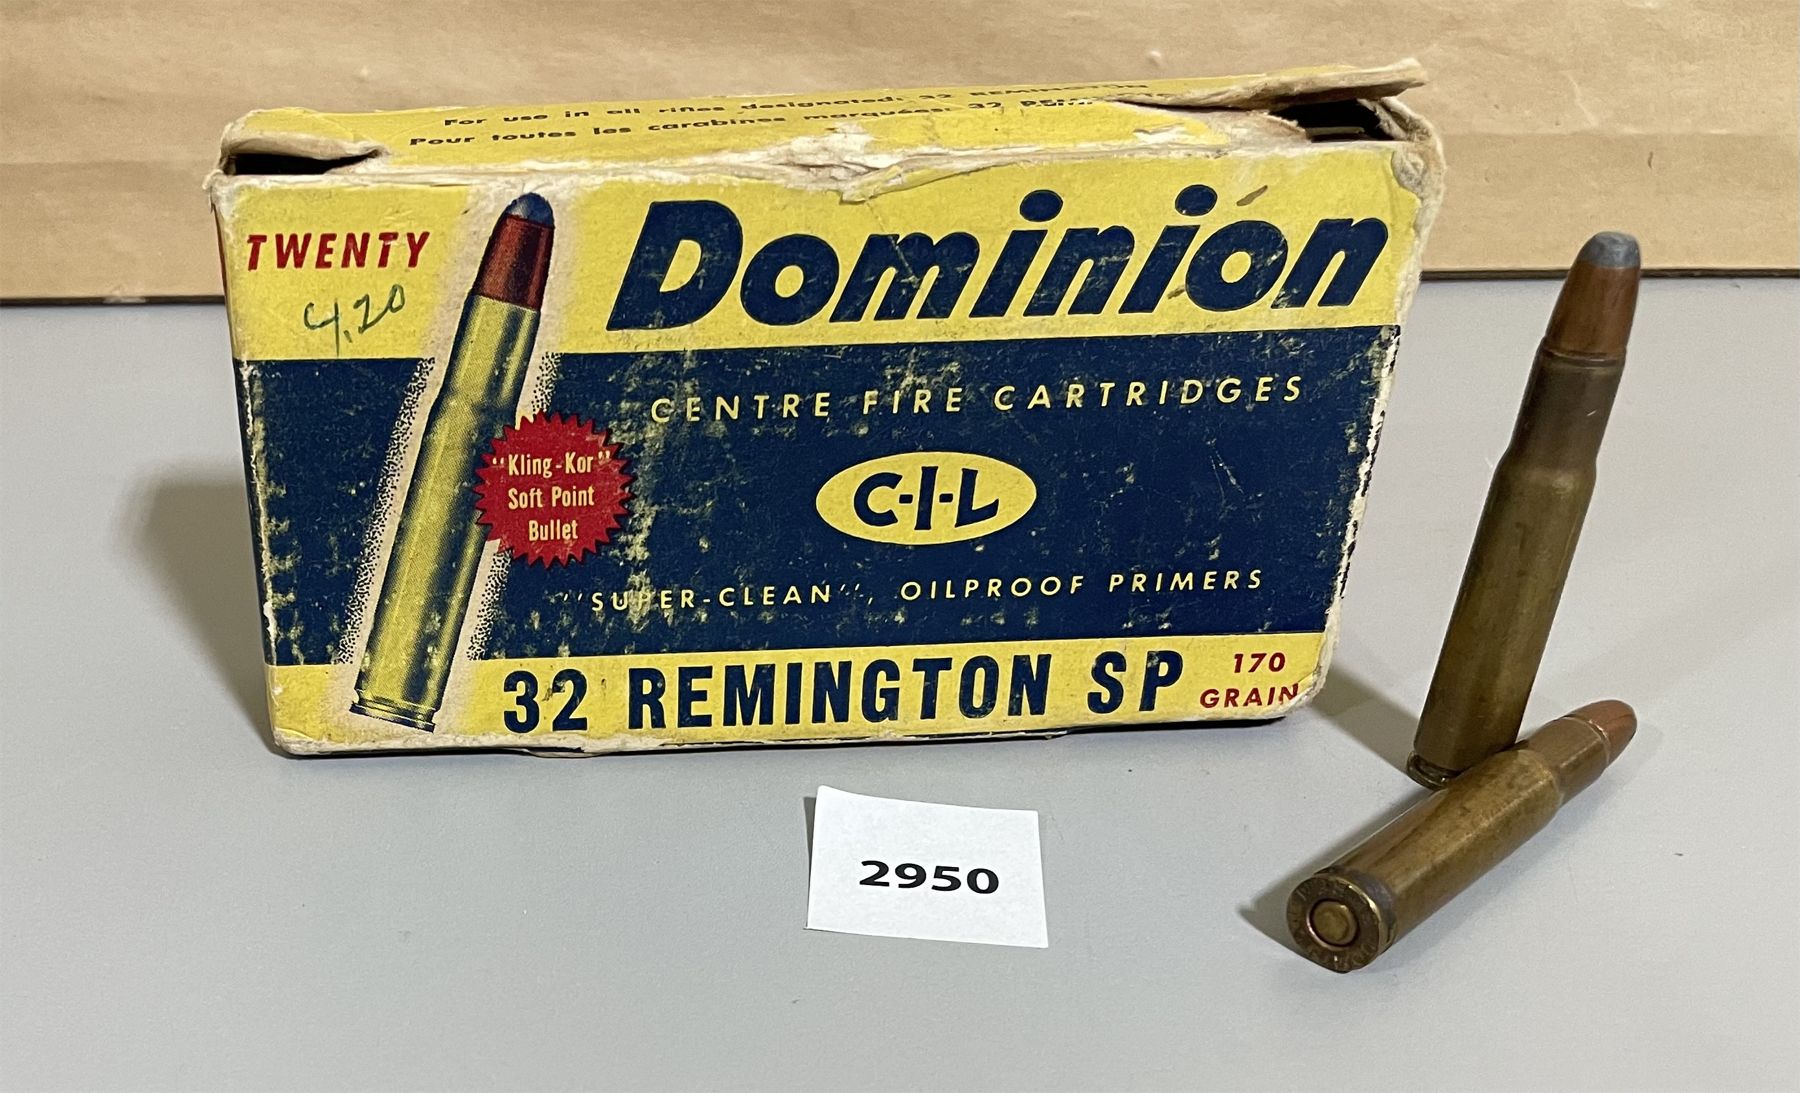 For use in all rifles designated: 32 REMINGTON
Pour toutes les carabines marquées: 32
TWENTY
4.20
Dominion
CENTRE FIRE CARTRIDGES
"Kling-Kor"
Soft Point
Bullet
C-I-L
"SUPER-CLEAN", OILPROOF PRIMERS
32 REMINGTON SP
170
GRAIN
2950